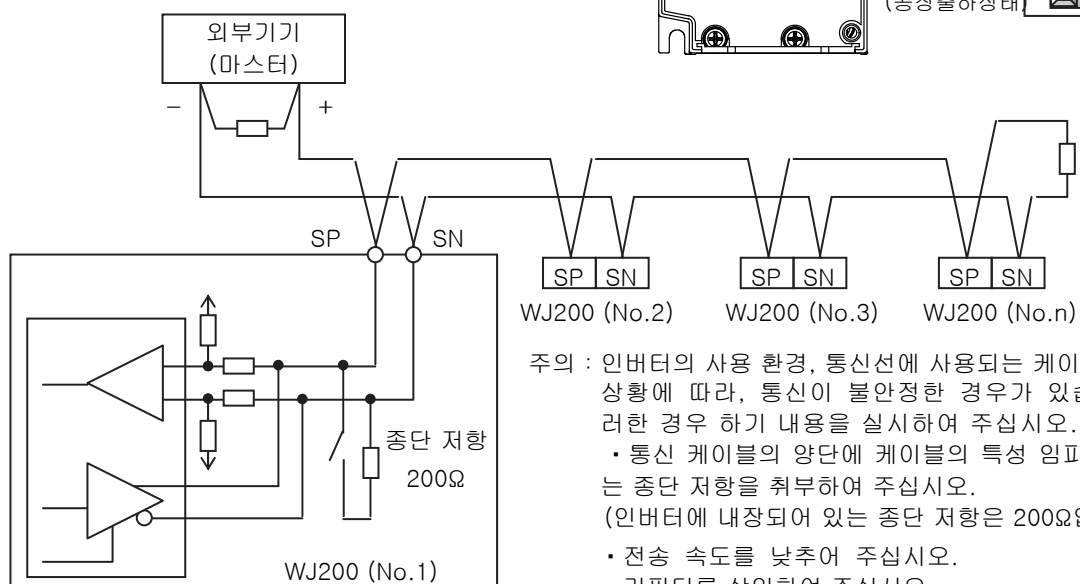 (공장출하상태)
외부기기
(마스터)
− +
SP SN
SP SN
SP SN
SP SN
WJ200 (No.2)
WJ200 (No.3)
WJ200 (No.n)
종단 저항
200Ω
WJ200 (No.1)
주의 : 인버터의 사용 환경, 통신선에 사용되는 케이
상황에 따라, 통신이 불안정한 경우가 있습
러한 경우 하기 내용을 실시하여 주십시오.
・통신 케이블의 양단에 케이블의 특성 임피
는 종단 저항을 취부하여 주십시오.
(인버터에 내장되어 있는 종단 저항은 200Ω입
・전송 속도를 낮추어 주십시오.